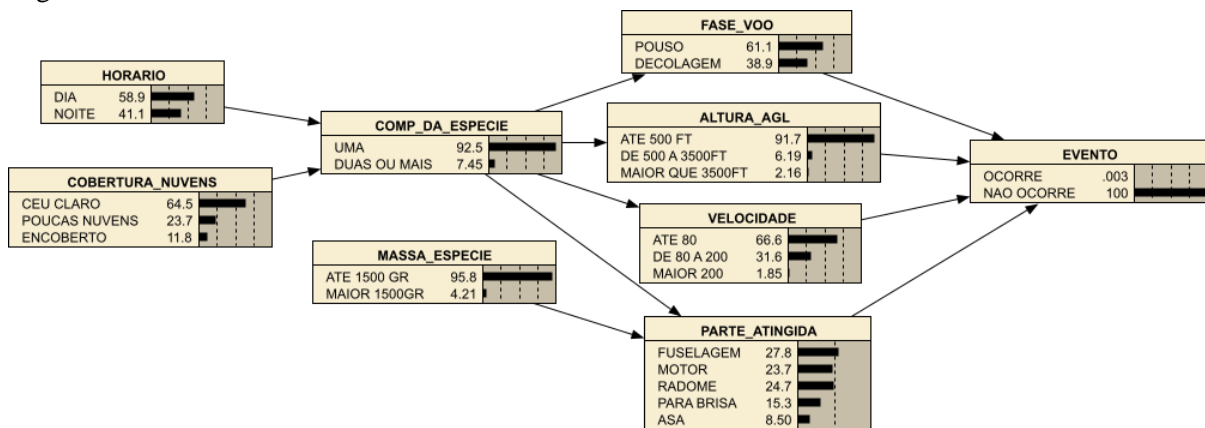 HORARIO
DIA 58.9
NOITE 41.1
COBERTURA_NUVENS
CEU CLARO 64.5
POUCAS NUVENS 23.7
ENCOBERTO 11.8
COMP_DA_ESPECIE
UMA 92.5
DUAS OU MAIS 7.45
MASSA_ESPECIE
ATE 1500 GR 95.8
MAIOR 1500GR 4.21
FASE_VOO
POUSO 61.1
DECOLAGEM 38.9
ALTURA_AGL
ATE 500 FT 91.7
DE 500 A 3500FT 6.19
MAIOR QUE 3500FT 2.16
VELOCIDADE
ATE 80 66.6
DE 80 A 200 31.6
MAIOR 200 1.85
PARTE_ATINGIDA
FUSELAGEM 27.8
MOTOR 23.7
RADOME 24.7
PARA BRISA 15.3
ASA 8.50
EVENTO
OCORRE .003
NAO OCORRE 100